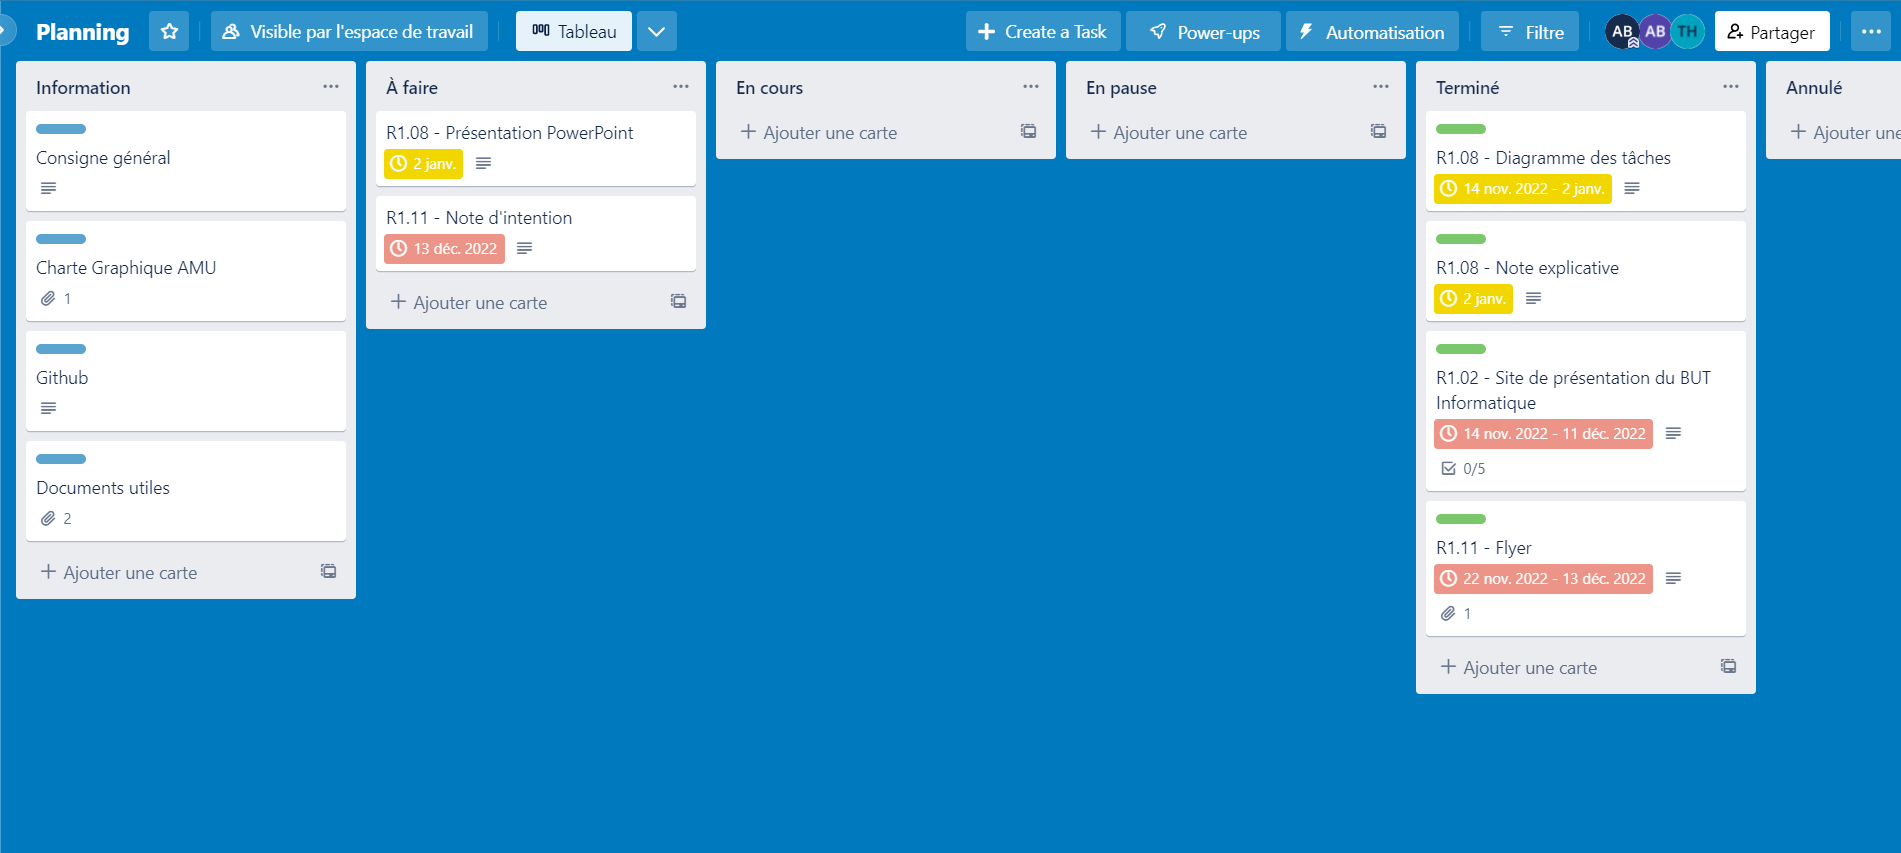 Planning
Visible par l'espace de travail
Tableau
Create a Task
Power-ups
Automatisation
Filtre
AB
AB
TH
Partager
Information
Consigne général
Charte Graphique AMU
1
Github
Documents utiles
2
Ajouter une carte
À faire
R1.08 - Présentation PowerPoint
2 janv.
R1.11 - Note d'intention
13 déc. 2022
Ajouter une carte
En cours
Ajouter une carte
En pause
Ajouter une carte
Terminé
R1.08 - Diagramme des tâches
14 nov. 2022 - 2 janv.
R1.08 - Note explicative
2 janv.
R1.02 - Site de présentation du BUT
Informatique
14 nov. 2022 - 11 déc. 2022
0/5
R1.11 - Flyer
22 nov. 2022 - 13 déc. 2022
1
Ajouter une carte
Annulé
Ajouter une